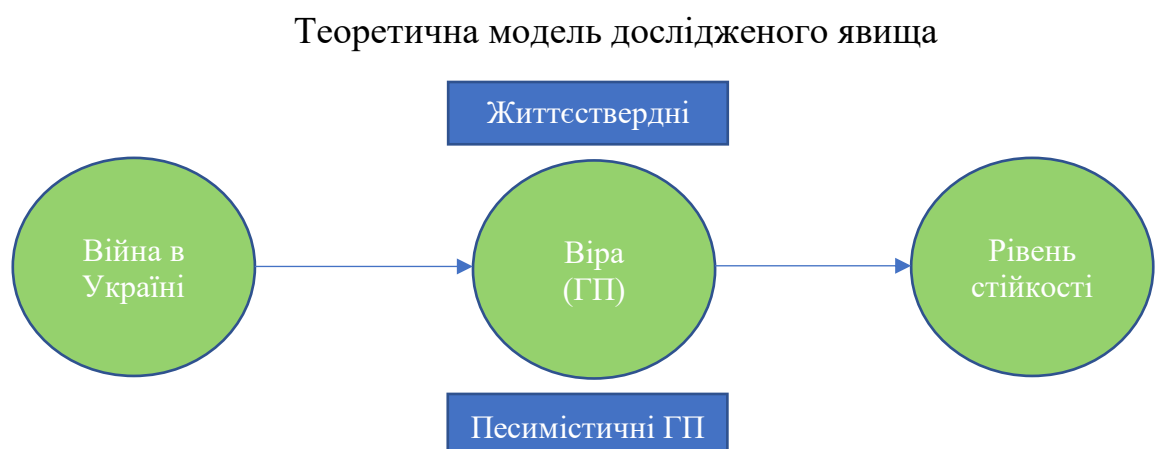 Теоретична модель дослідженого явища
Життєствердні
Війна в
Україні
Віра
(ГП)
Рівень
стійкості
Песимістичні ГП